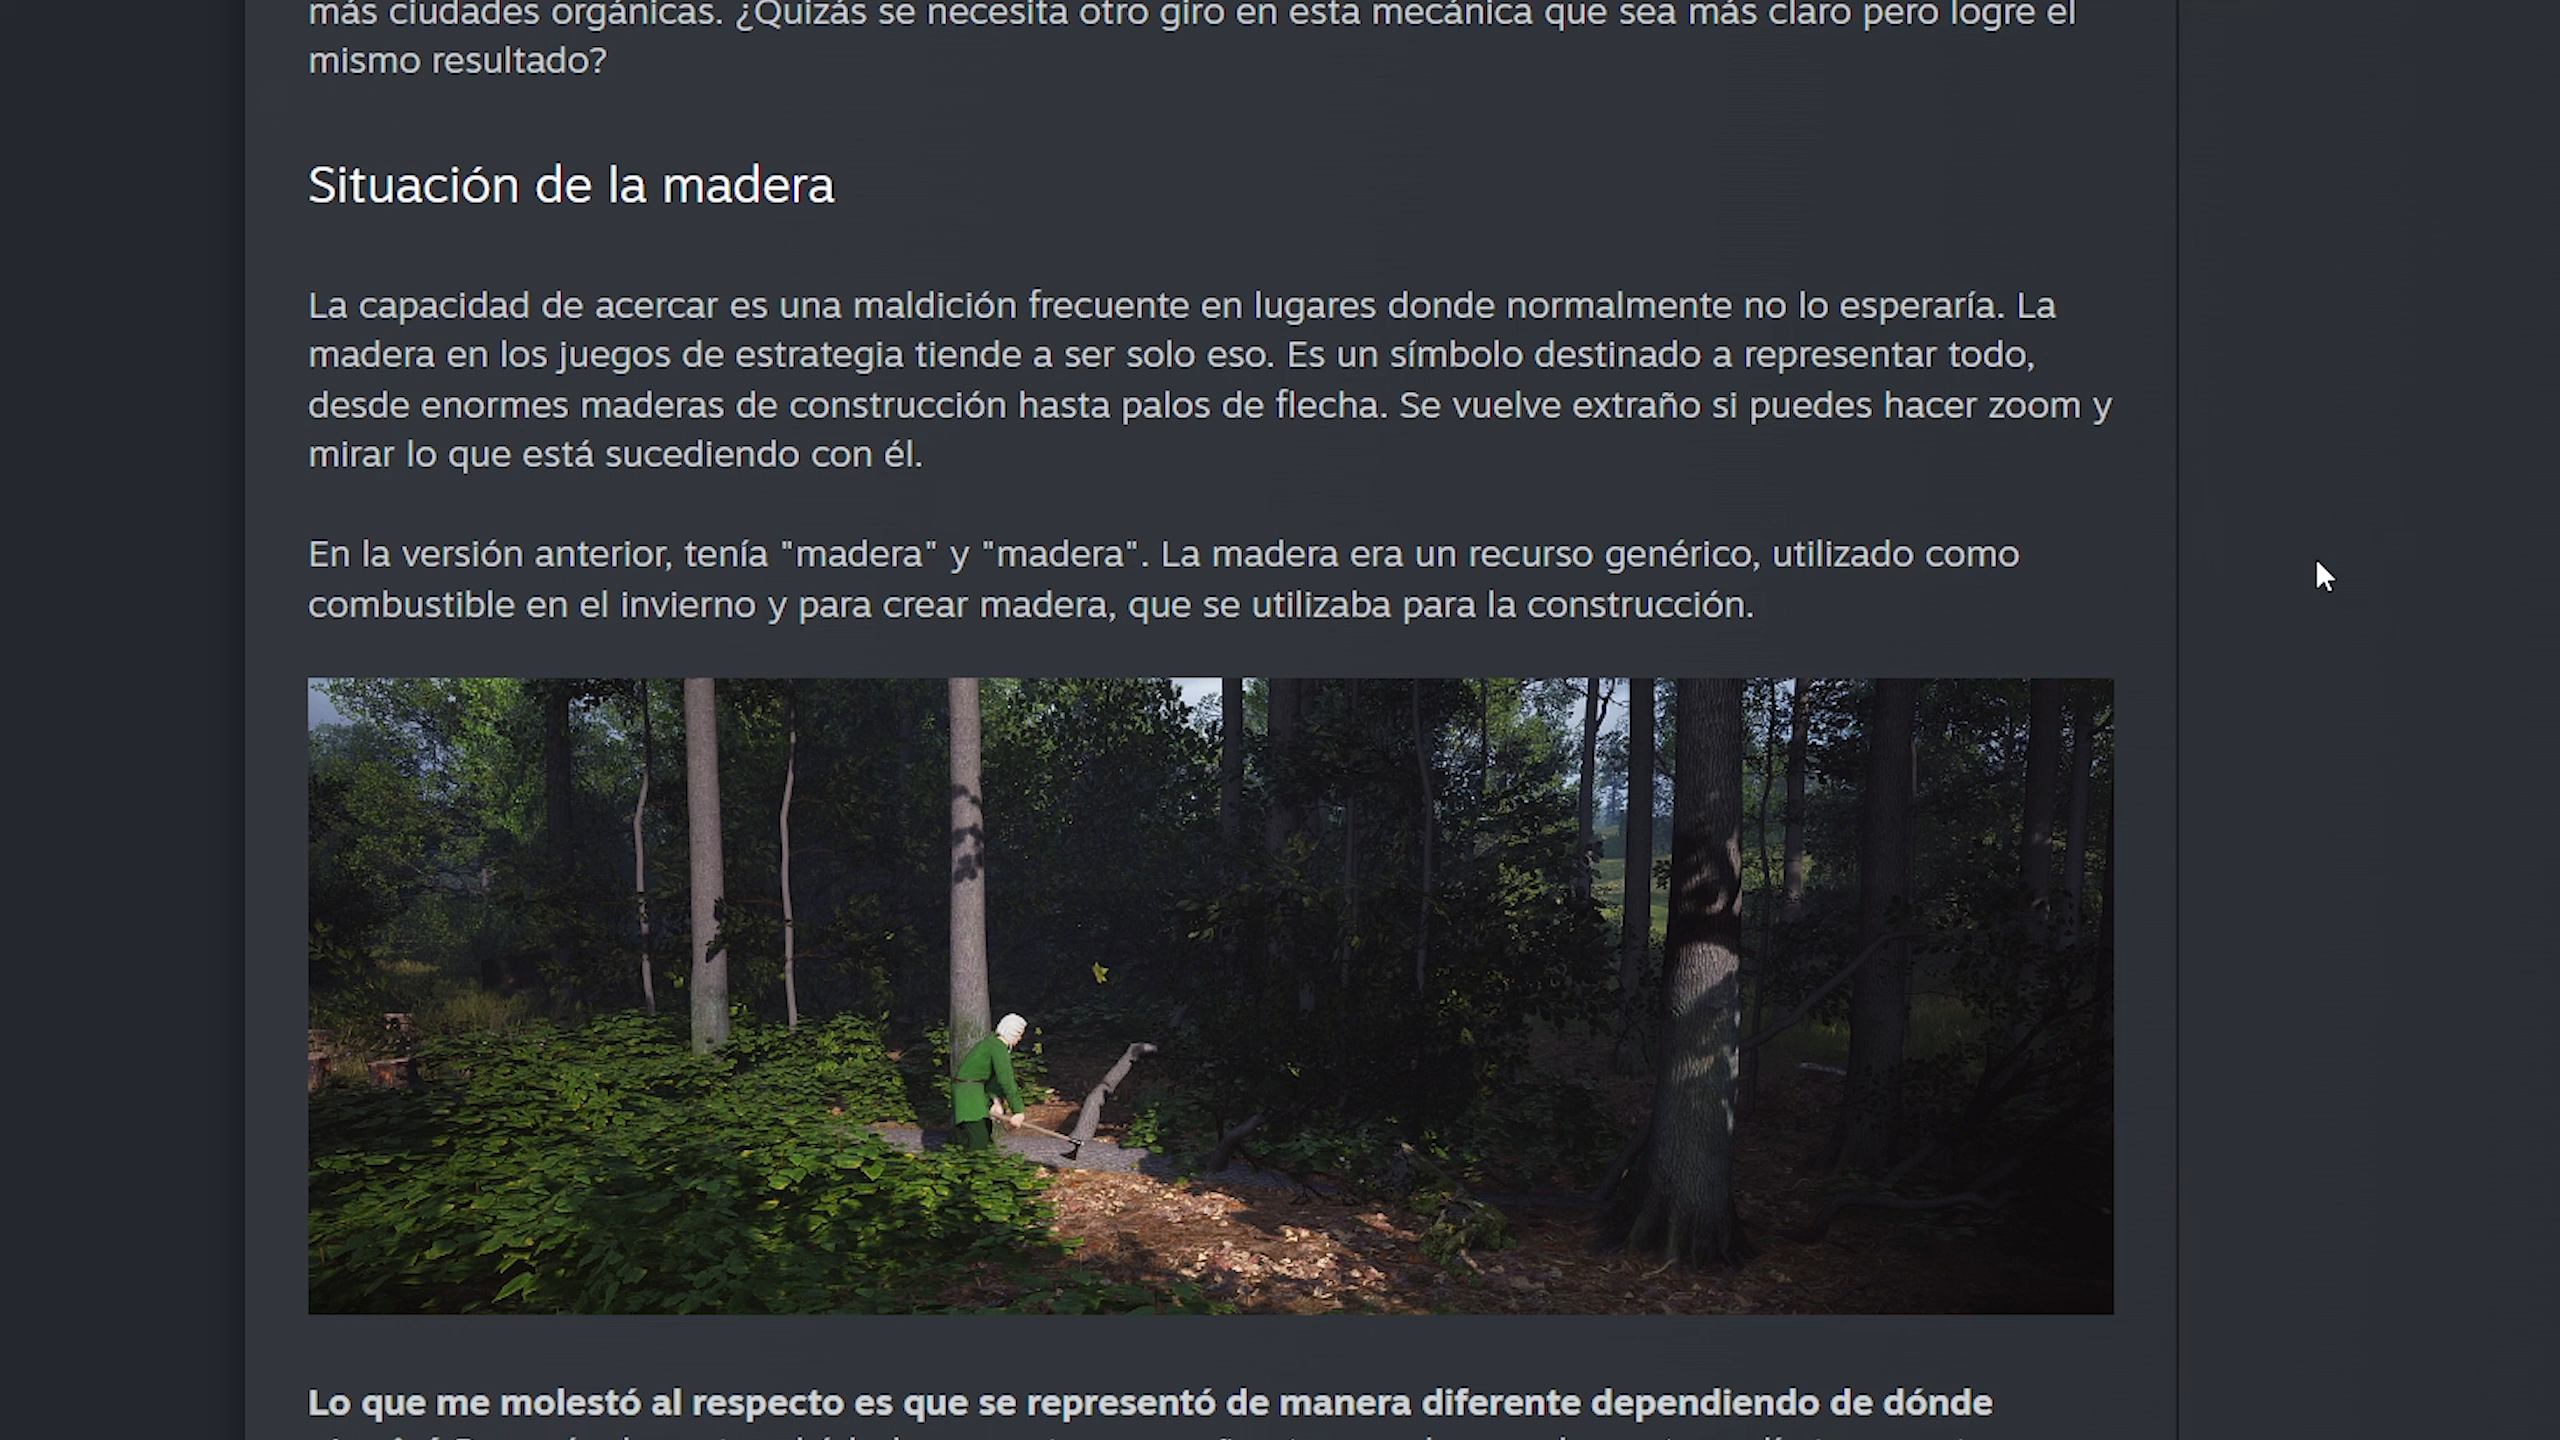 más ciudades orgánicas. ¿Quizás se necesita otro giro en esta mecánica que sea más claro pero logre el
mismo resultado?
Situación de la madera
La capacidad de acercar es una maldición frecuente en lugares donde normalmente no lo esperaría. La
madera en los juegos de estrategia tiende a ser solo eso. Es un símbolo destinado a representar todo,
desde enormes maderas de construcción hasta palos de flecha. Se vuelve extraño si puedes hacer zoom y
mirar lo que está sucediendo con él.
En la versión anterior, tenía "madera" y "madera". La madera era un recurso genérico, utilizado como
combustible en el invierno y para crear madera, que se utilizaba para la construcción.
Lo que me molestó al respecto es que se representó de manera diferente dependiendo de dónde